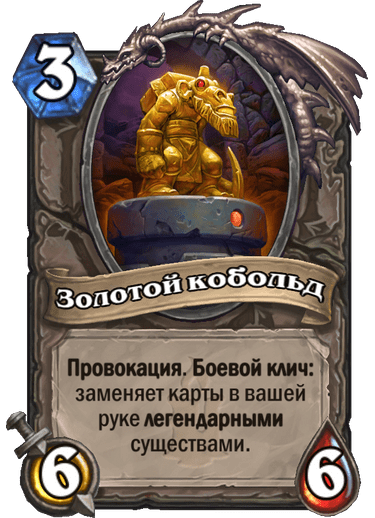 3
Золотой кобольд
Провокация. Боевой клич:
заменяет карты в вашей
руке легендарными
существами.
6
6